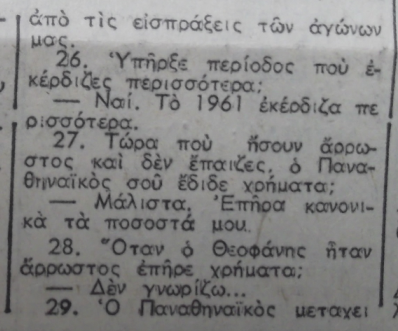 ἀπὸ τὶς εἰσπράξεις τῶν ἀγώνων
μας.
26. Ὑπῆρξε περίοδος ποὺ ἐ-
κέρδιζες περισσότερα;
— Ναί. Τὸ 1961 ἐκέρδιζα πε
ρισσότερα.
27. Τώρα ποὺ ἤσουν ἄρρω-
στος καὶ δὲν ἔπαιζες, ὁ Πανα-
θηναϊκὸς σοῦ ἔδιδε χρήματα;
— Μάλιστα. Ἐπῆρα κανονι-
κὰ τὰ ποσοστά μου.
28. Ὅταν ὁ Θεοφάνης ἦταν
ἄρρωστος ἐπῆρε χρήματα;
— Δὲν γνωρίζω...
29. Ὁ Παναθηναϊκὸς μεταχει